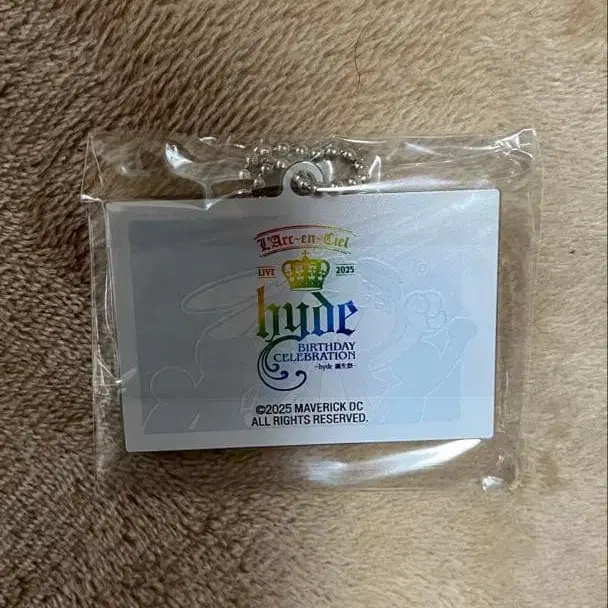 L'Arc~en~Ciel
LIVE 2025
hyde
BIRTHDAY
CELEBRATION
-hyde 誕生祭-
©2025 MAVERICK DC
ALL RIGHTS RESERVED.